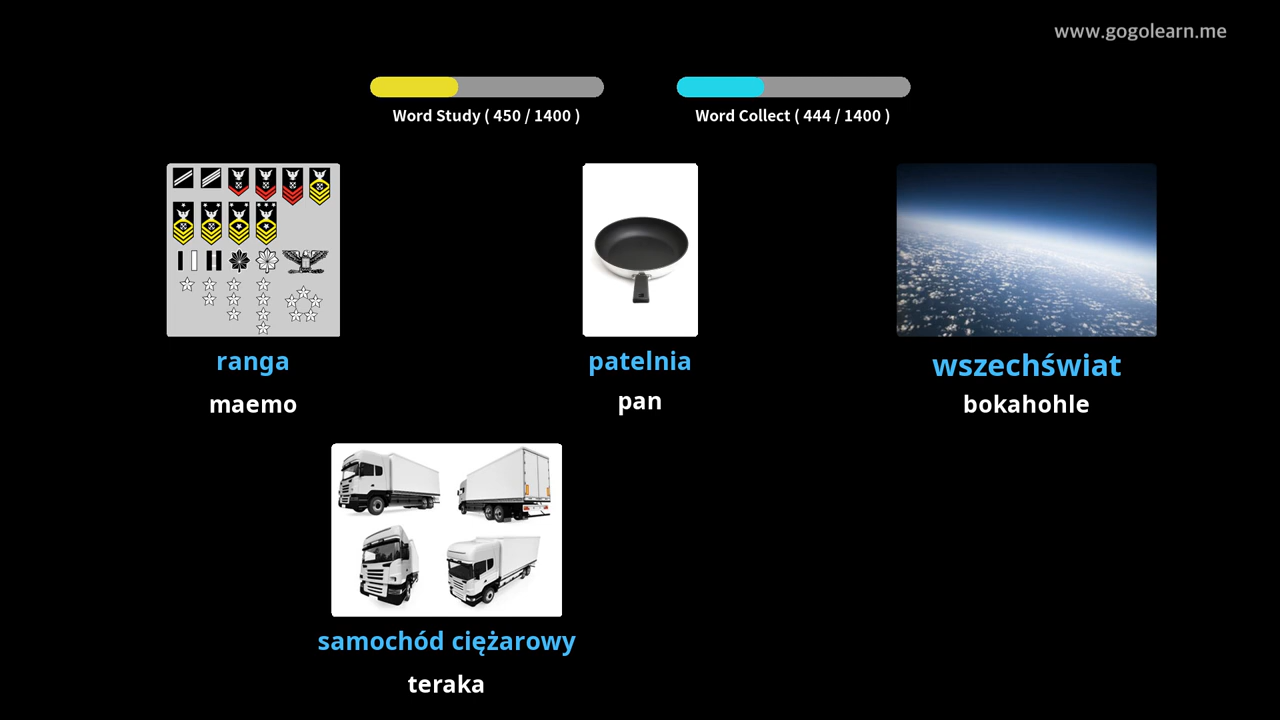 www.gogolearn.me
Word Study ( 450 / 1400 )
Word Collect ( 444 / 1400 )
ranga
maemo
patelnia
pan
wszechświat
bokahohle
samochód ciężarowy
teraka